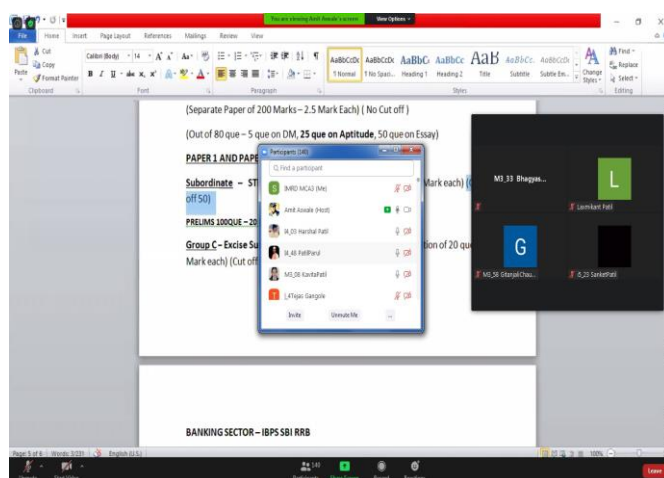 You are viewing Amit Aswale's screen
View Options
File Home Insert Page Layout References Mailings Review View
Cut
Copy
Format Painter
Paste
Clipboard
Calibri (Body) 14
Font
Paragraph
AaBbCcDc AaBbCcDc AaBbC AaBbCc AaB AaBbCc. AaBbCcDc
1 Normal 1 No Spaci... Heading 1 Heading 2 Title Subtitle Subtle Em...
Change Styles
Styles
Find
Replace
Select
Editing
(Separate Paper of 200 Marks – 2.5 Mark Each) ( No Cut off )
(Out of 80 que – 5 que on DM, 25 que on Aptitude, 50 que on Essay)
PAPER 1 AND PAPE
Subordinate – ST
Mark each)
off 50)
PRELIMS 100QUE – 20
Group C – Excise Su
tion of 20 qu
Mark each) (Cut off
BANKING SECTOR – IBPS SBI RRB
Participants (140)
Find a participant
S IMRD MCA3 (Me)
Amit Aswale (Host)
I4_03 Harshal Patil
I4_48 PatilParul
M3_08 KavitaPatil
T I_4Tejas Gangole
Invite Unmute Me ...
M3_33 Bhagyas...
L
Laxmikant Patil
G
M3_58 GitanjaliChau...
I5_23 SanketPatil
Page: 5 of 6 Words: 3/231 English (U.S.)
100%
140
Leave